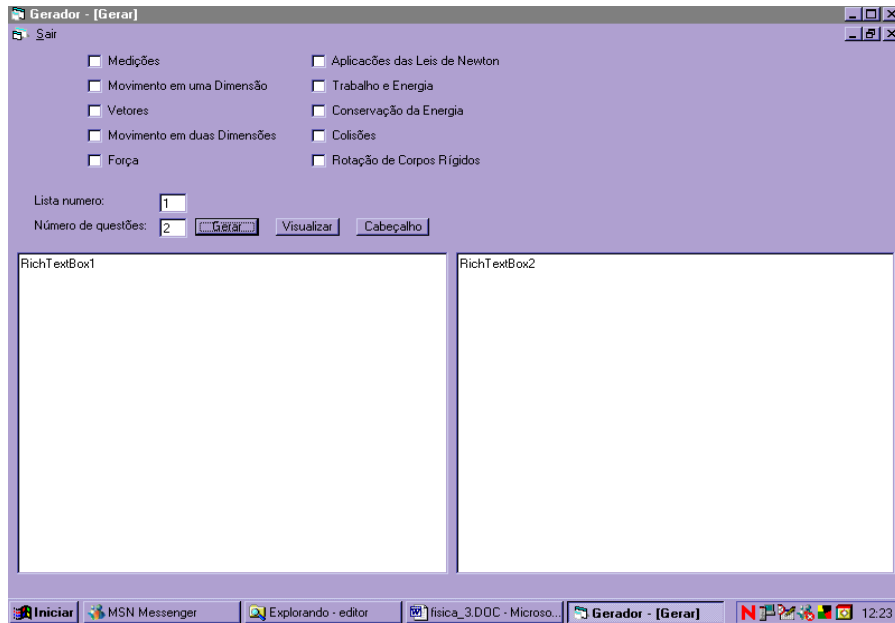 Gerador - [Gerar]
Sair
Medições
Aplicacões das Leis de Newton
Movimento em uma Dimensão
Trabalho e Energia
Vetores
Conservação da Energia
Movimento em duas Dimensões
Colisões
Força
Rotação de Corpos Rígidos
Lista numero: 1
Número de questões: 2 Gerar Visualizar Cabeçalho
RichTextBox1
RichTextBox2
Iniciar MSN Messenger Explorando - editor fisica_3.DOC - Microso... Gerador - [Gerar] N 12:23